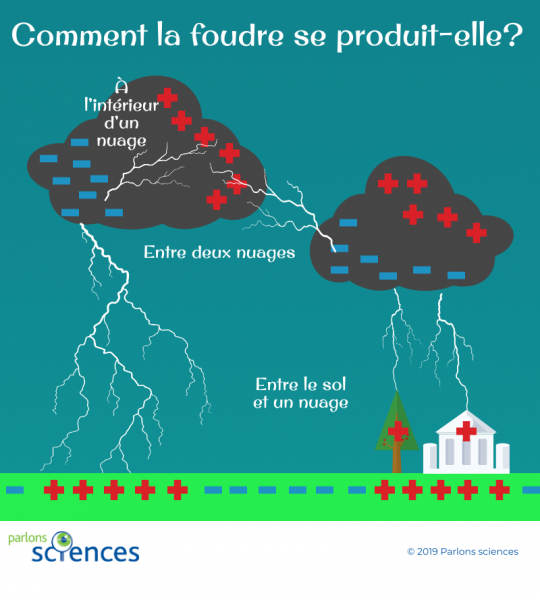 Comment la foudre se produit-elle?
À
l'intérieur
d'un
nuage
Entre deux nuages
Entre le sol
et un nuage
parlons
sciences
© 2019 Parlons sciences